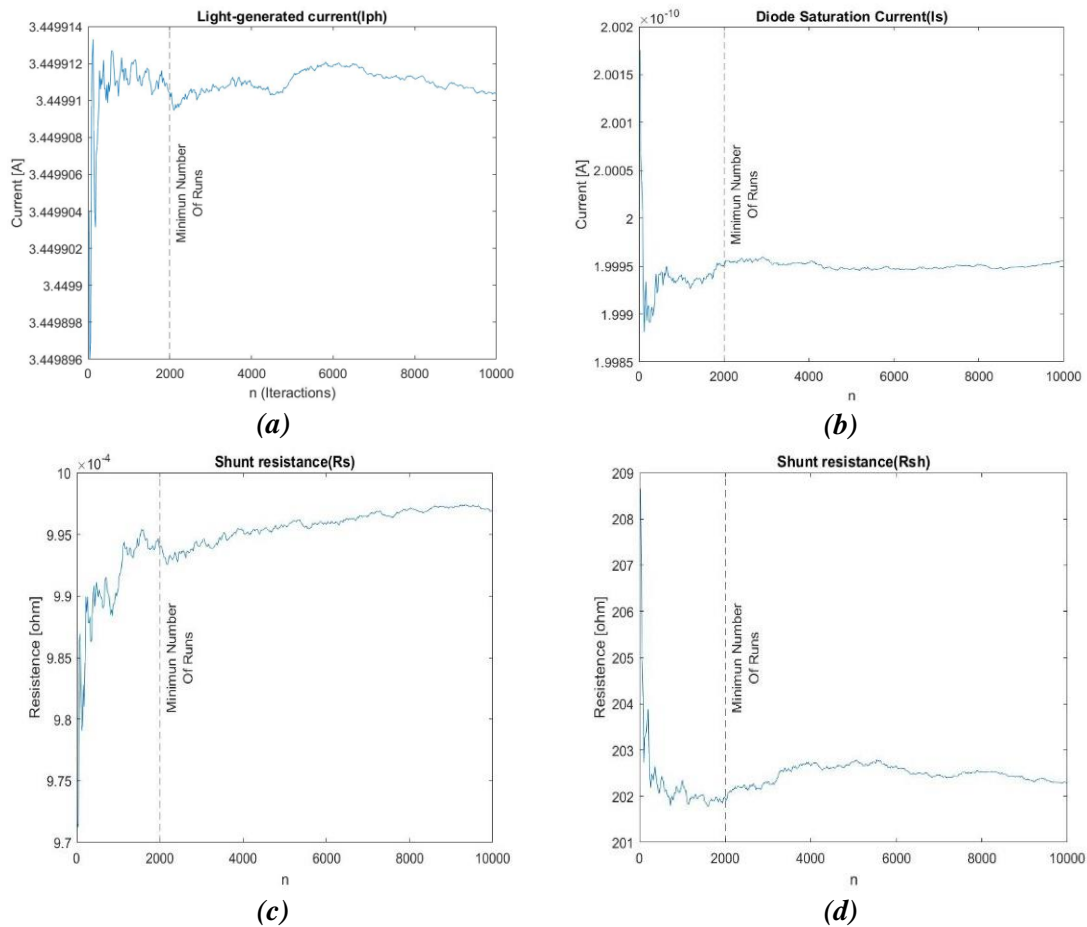 Light-generated current(Iph)
3.449914
3.449912
3.44991
3.449908
3.449906
3.449904
3.449902
3.4499
3.449898
3.449896
Current [A]
Minimun Number
Of Runs
0 2000 4000 6000 8000 10000
n (Iteractions)
(a)
×10-10 Diode Saturation Current(Is)
2.002
2.0015
2.001
2.0005
2
1.9995
1.999
1.9985
Current [A]
Minimun Number
Of Runs
0 2000 4000 6000 8000 10000
n
(b)
×10-4 Shunt resistance(Rs)
10
9.95
9.9
9.85
9.8
9.75
9.7
Resistence [ohm]
Minimun Number
Of Runs
0 2000 4000 6000 8000 10000
n
(c)
Shunt resistance(Rsh)
209
208
207
206
205
204
203
202
201
Resistence [ohm]
Minimun Number
Of Runs
0 2000 4000 6000 8000 10000
n
(d)